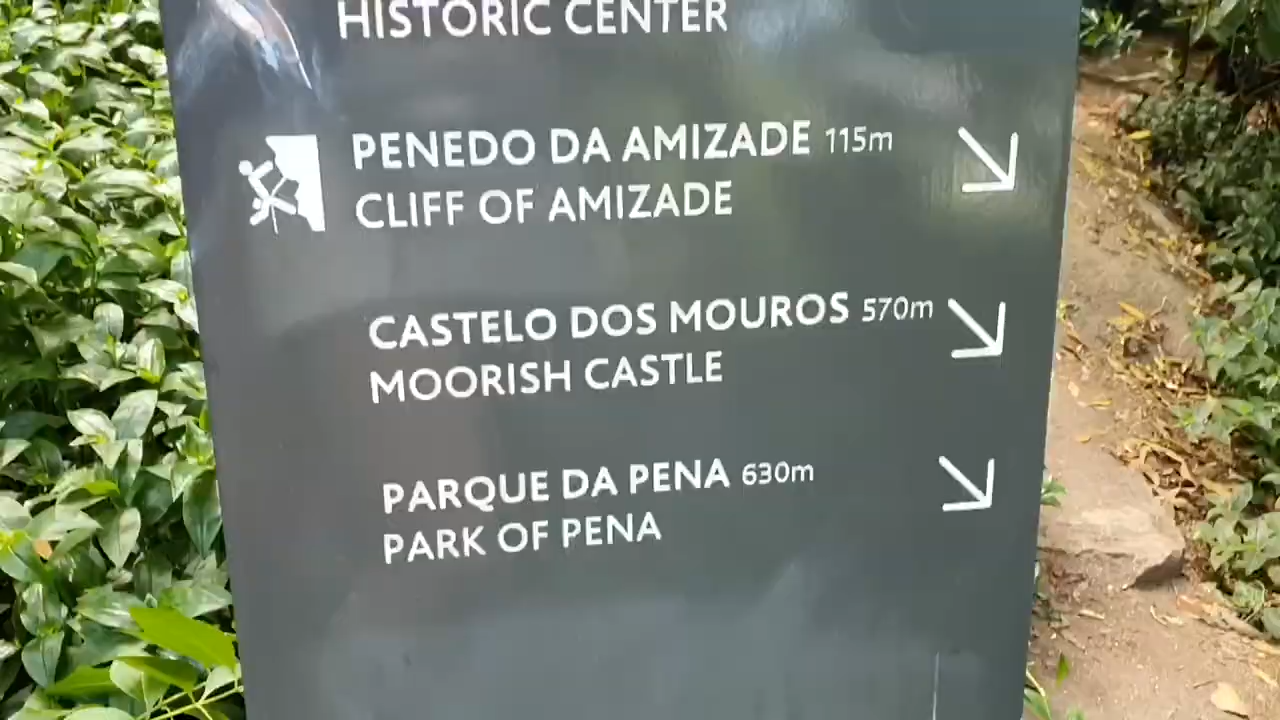 HISTORIC CENTER
PENEDO DA AMIZADE 115m
CLIFF OF AMIZADE
CASTELO DOS MOUROS 570m
MOORISH CASTLE
PARQUE DA PENA 630m
PARK OF PENA